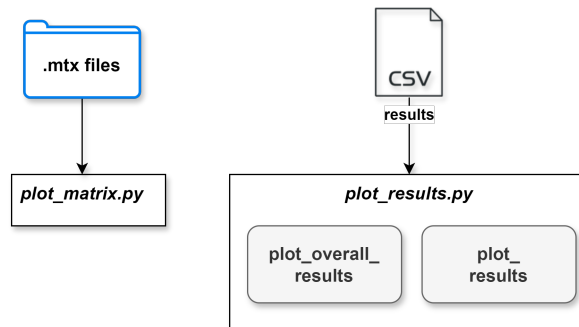 .mtx files
CSV
results
plot_matrix.py
plot_results.py
plot_overall_
results
plot_
results